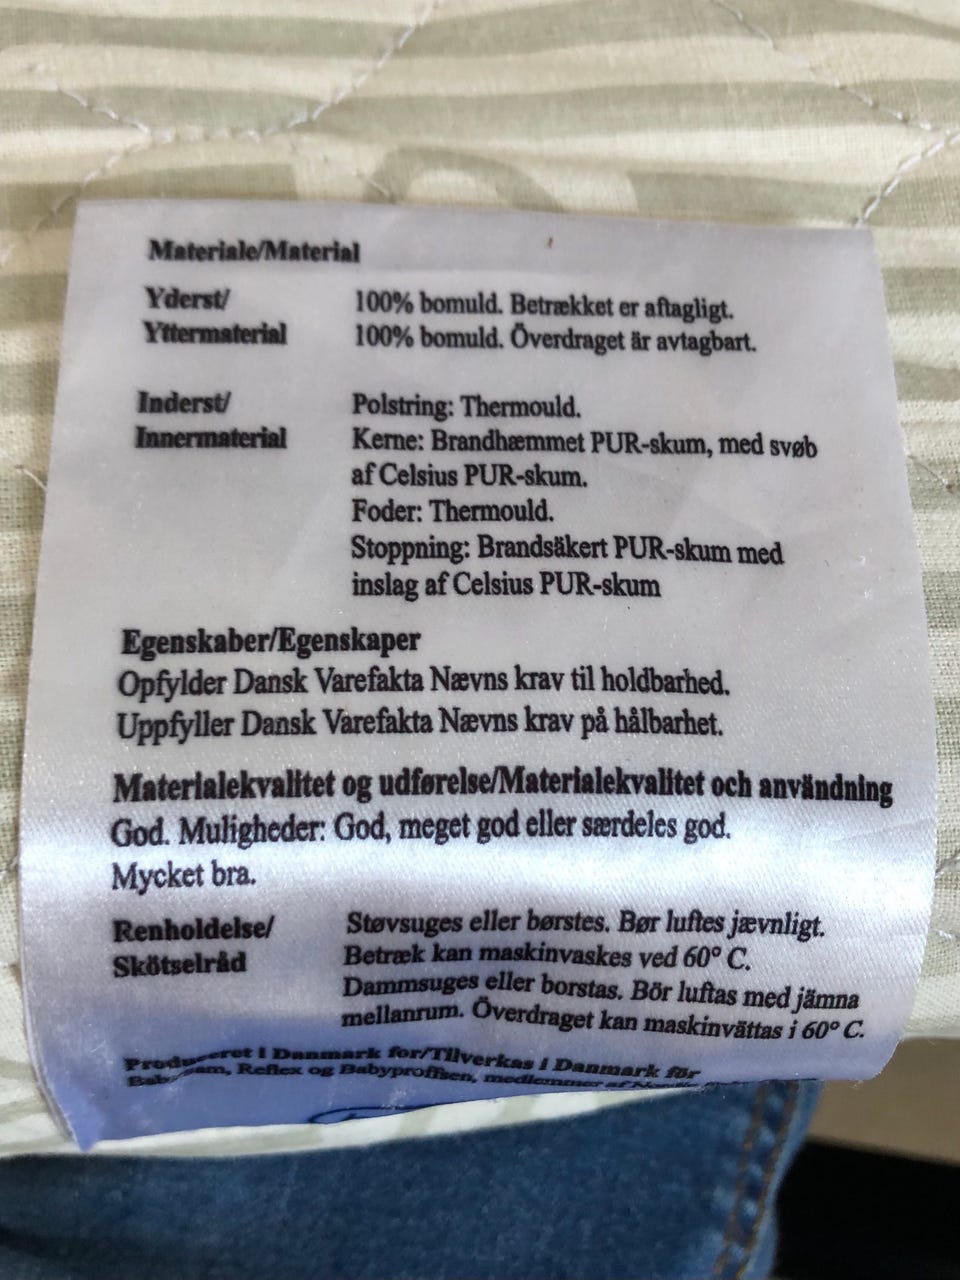 Materiale/Material
Yderst/ 100% bomuld. Betrækket er aftagligt.
Yttermaterial 100% bomuld. Överdraget är avtagbart.
Inderst/ Polstring: Thermould.
Innermaterial Kerne: Brandhæmmet PUR-skum, med svøb
af Celsius PUR-skum.
Foder: Thermould.
Stoppning: Brandsäkert PUR-skum med
inslag af Celsius PUR-skum
Egenskaber/Egenskaper
Opfylder Dansk Varefakta Nævns krav til holdbarhed.
Uppfyller Dansk Varefakta Nævns krav på hålbarhet.
Materialekvalitet og udførelse/Materialekvalitet och användning
God. Muligheder: God, meget god eller særdeles god.
Mycket bra.
Renholdelse/ Støvsuges eller børstes. Bør luftes jævnligt.
Skötselråd Betræk kan maskinvaskes ved 60° C.
Dammsuges eller borstas. Bör luftas med jämna
mellanrum. Överdraget kan maskinvättas i 60° C.
Produceret i Danmark for/Tilverkas i Danmark för
Babysam, Reflex og Babyproffsen, medlemmer af